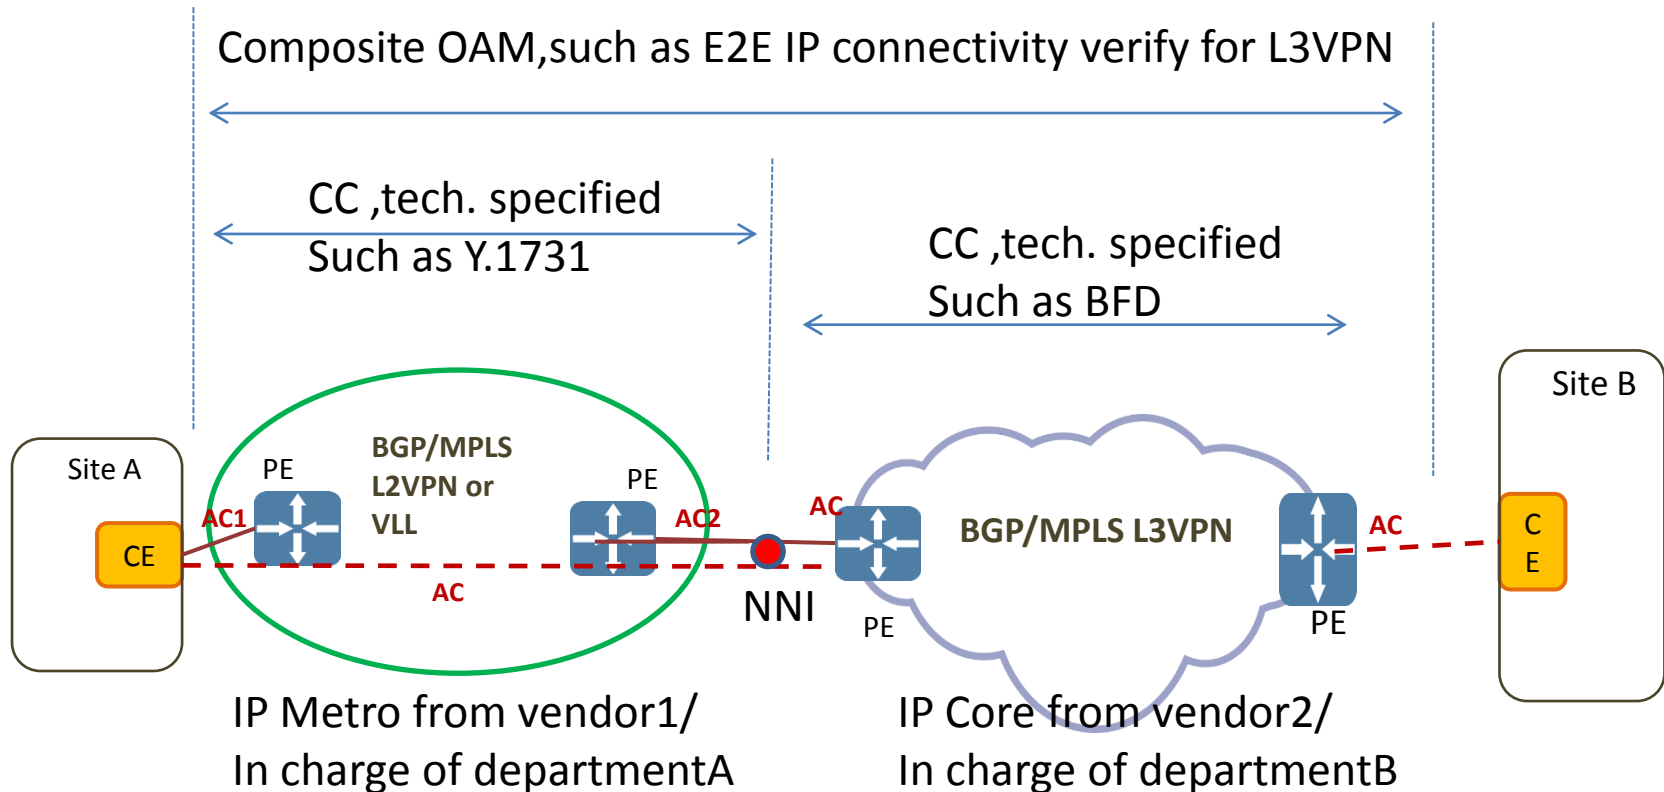 Composite OAM,such as E2E IP connectivity verify for L3VPN
CC ,tech. specified
Such as Y.1731
CC ,tech. specified
Such as BFD
Site A
CE
AC1
PE
BGP/MPLS
L2VPN or
VLL
PE
AC2
AC
AC
NNI
PE
BGP/MPLS L3VPN
PE
AC
Site B
C
E
IP Metro from vendor1/
In charge of departmentA
IP Core from vendor2/
In charge of departmentB